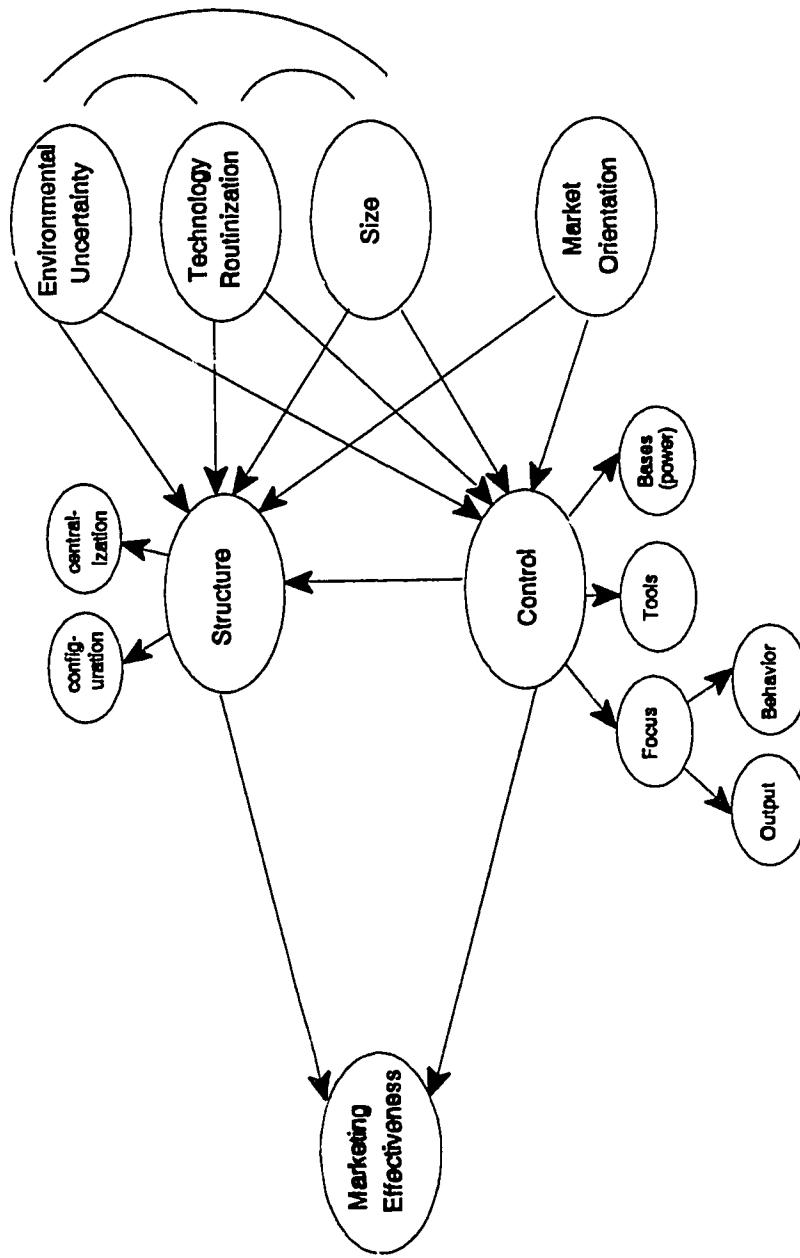 Environmental
Uncertainty
Technology
Routinization
Size
Market
Orientation
central-
ization
config-
uration
Structure
Control
Bases
(power)
Tools
Focus
Behavior
Output
Marketing
Effectiveness